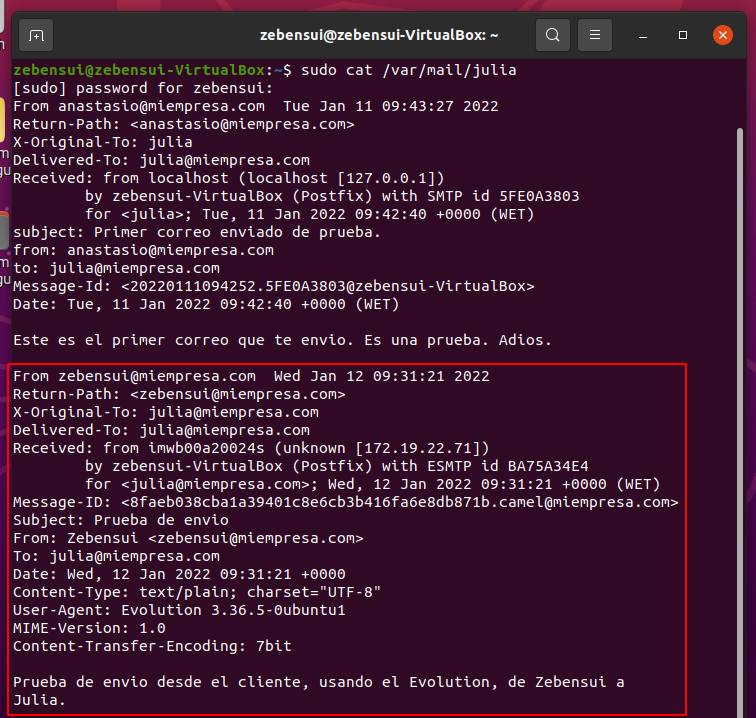 zebensui@zebensui-VirtualBox: ~
zebensui@zebensui-VirtualBox:~$ sudo cat /var/mail/julia
[sudo] password for zebensui:
From anastasio@miempresa.com  Tue Jan 11 09:43:27 2022
Return-Path: <anastasio@miempresa.com>
X-Original-To: julia
Delivered-To: julia@miempresa.com
Received: from localhost (localhost [127.0.0.1])
        by zebensui-VirtualBox (Postfix) with SMTP id 5FE0A3803
        for <julia>; Tue, 11 Jan 2022 09:42:40 +0000 (WET)
subject: Primer correo enviado de prueba.
from: anastasio@miempresa.com
to: julia@miempresa.com
Message-Id: <20220111094252.5FE0A3803@zebensui-VirtualBox>
Date: Tue, 11 Jan 2022 09:42:40 +0000 (WET)

Este es el primer correo que te envio. Es una prueba. Adios.

From zebensui@miempresa.com  Wed Jan 12 09:31:21 2022
Return-Path: <zebensui@miempresa.com>
X-Original-To: julia@miempresa.com
Delivered-To: julia@miempresa.com
Received: from imwb00a20024s (unknown [172.19.22.71])
        by zebensui-VirtualBox (Postfix) with ESMTP id BA75A34E4
        for <julia@miempresa.com>; Wed, 12 Jan 2022 09:31:21 +0000 (WET)
Message-ID: <8faeb038cba1a39401c8e6cb3b416fa6e8db871b.camel@miempresa.com>
Subject: Prueba de envio
From: Zebensui <zebensui@miempresa.com>
To: julia@miempresa.com
Date: Wed, 12 Jan 2022 09:31:21 +0000
Content-Type: text/plain; charset="UTF-8"
User-Agent: Evolution 3.36.5-0ubuntu1
MIME-Version: 1.0
Content-Transfer-Encoding: 7bit

Prueba de envio desde el cliente, usando el Evolution, de Zebensui a
Julia.